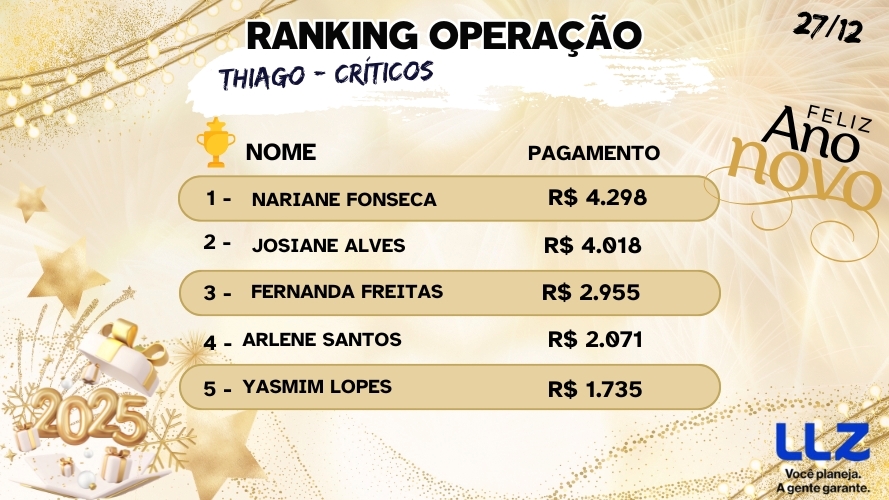 RANKING OPERAÇÃO
27/12
THIAGO - CRÍTICOS
FELIZ
Ano
novo
NOME PAGAMENTO
1 - NARIANE FONSECA R$ 4.298
2 - JOSIANE ALVES R$ 4.018
3 - FERNANDA FREITAS R$ 2.955
4 - ARLENE SANTOS R$ 2.071
5 - YASMIM LOPES R$ 1.735
2025
LLZ
Você planeja.
A gente garante.